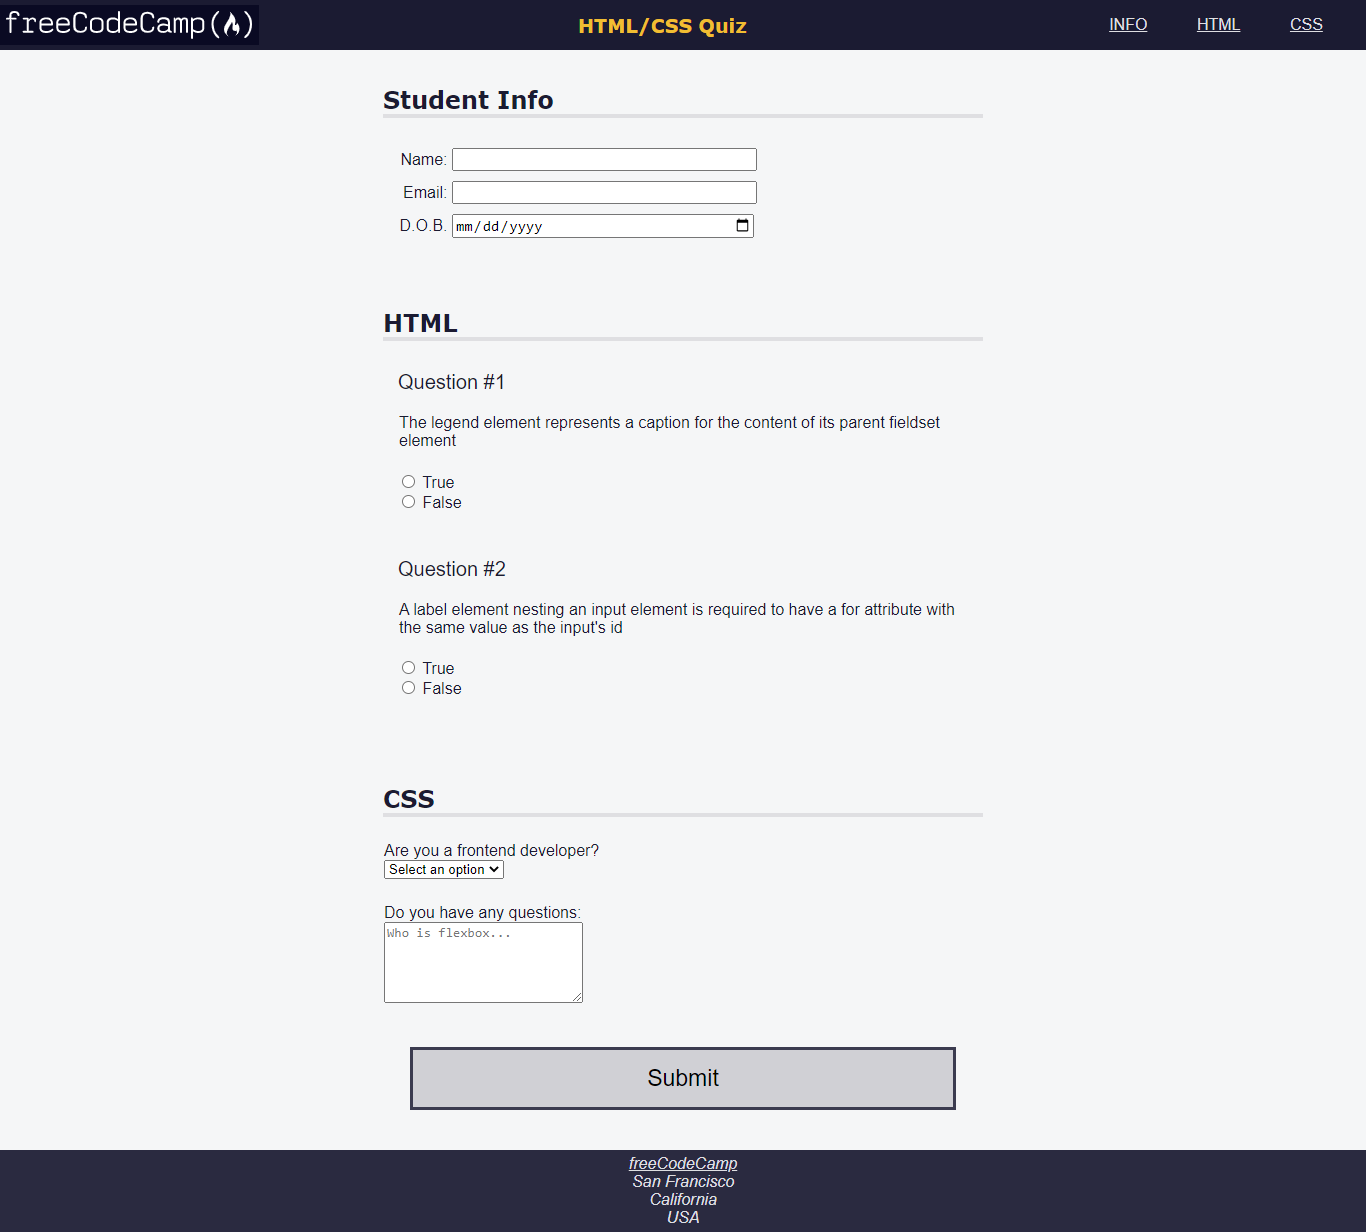 freeCodeCamp(🔥)
HTML/CSS Quiz
INFO
HTML
CSS
Student Info
Name:
Email:
D.O.B. mm/dd/yyyy
HTML
Question #1
The legend element represents a caption for the content of its parent fieldset
element
True
False
Question #2
A label element nesting an input element is required to have a for attribute with
the same value as the input's id
True
False
CSS
Are you a frontend developer?
Select an option
Do you have any questions:
Who is flexbox...
Submit
freeCodeCamp
San Francisco
California
USA